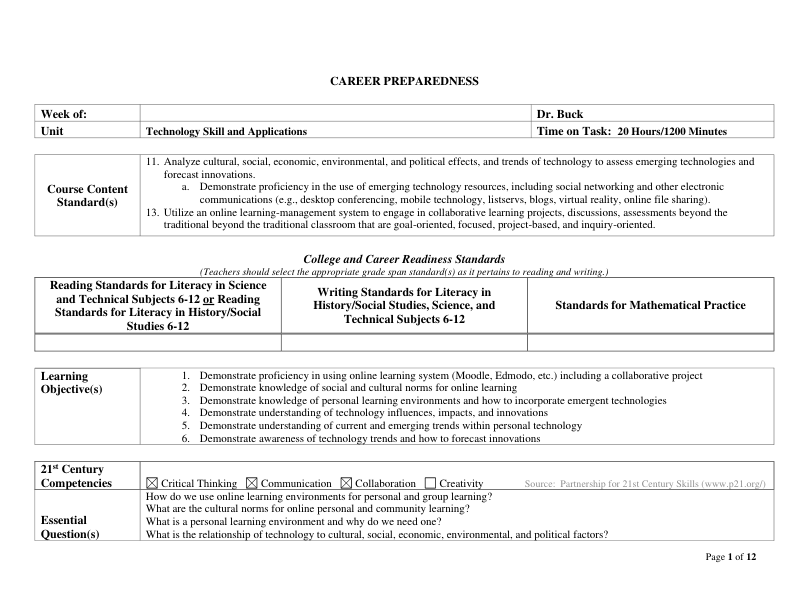 CAREER PREPAREDNESS
Week of:
Dr. Buck
Unit
Technology Skill and Applications
Time on Task:  20 Hours/1200 Minutes
Course Content
Standard(s)
11. Analyze cultural, social, economic, environmental, and political effects, and trends of technology to assess emerging technologies and
forecast innovations.
a. Demonstrate proficiency in the use of emerging technology resources, including social networking and other electronic
communications (e.g., desktop conferencing, mobile technology, listservs, blogs, virtual reality, online file sharing).
13. Utilize an online learning-management system to engage in collaborative learning projects, discussions, assessments beyond the
traditional beyond the traditional classroom that are goal-oriented, focused, project-based, and inquiry-oriented.
College and Career Readiness Standards
(Teachers should select the appropriate grade span standard(s) as it pertains to reading and writing.)
Reading Standards for Literacy in Science
and Technical Subjects 6-12 or Reading
Standards for Literacy in History/Social
Studies 6-12
Writing Standards for Literacy in
History/Social Studies, Science, and
Technical Subjects 6-12
Standards for Mathematical Practice
Learning
Objective(s)
1. Demonstrate proficiency in using online learning system (Moodle, Edmodo, etc.) including a collaborative project
2. Demonstrate knowledge of social and cultural norms for online learning
3. Demonstrate knowledge of personal learning environments and how to incorporate emergent technologies
4. Demonstrate understanding of technology influences, impacts, and innovations
5. Demonstrate understanding of current and emerging trends within personal technology
6. Demonstrate awareness of technology trends and how to forecast innovations
21st Century
Competencies
☒ Critical Thinking ☒ Communication ☒ Collaboration ☐ Creativity Source:  Partnership for 21st Century Skills (www.p21.org/)
Essential
Question(s)
How do we use online learning environments for personal and group learning?
What are the cultural norms for online personal and community learning?
What is a personal learning environment and why do we need one?
What is the relationship of technology to cultural, social, economic, environmental, and political factors?
Page 1 of 12